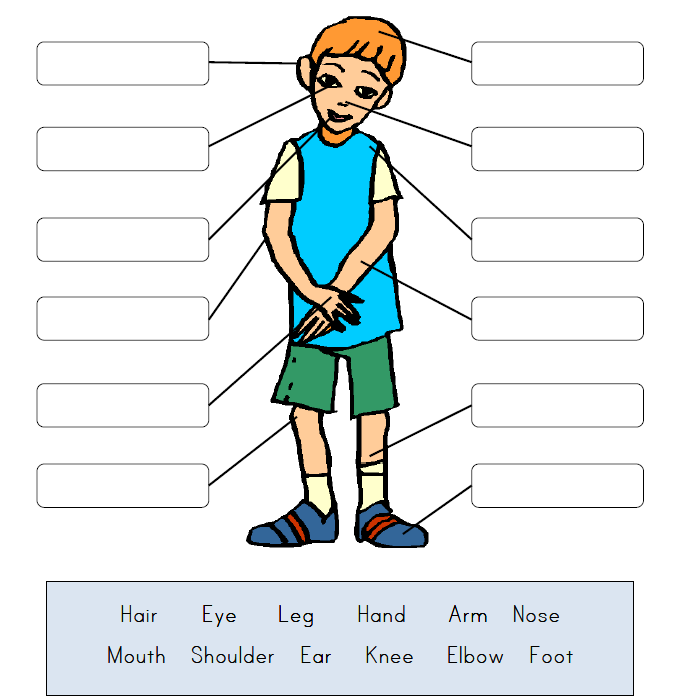 Hair Eye Leg Hand Arm Nose
Mouth Shoulder Ear Knee Elbow Foot